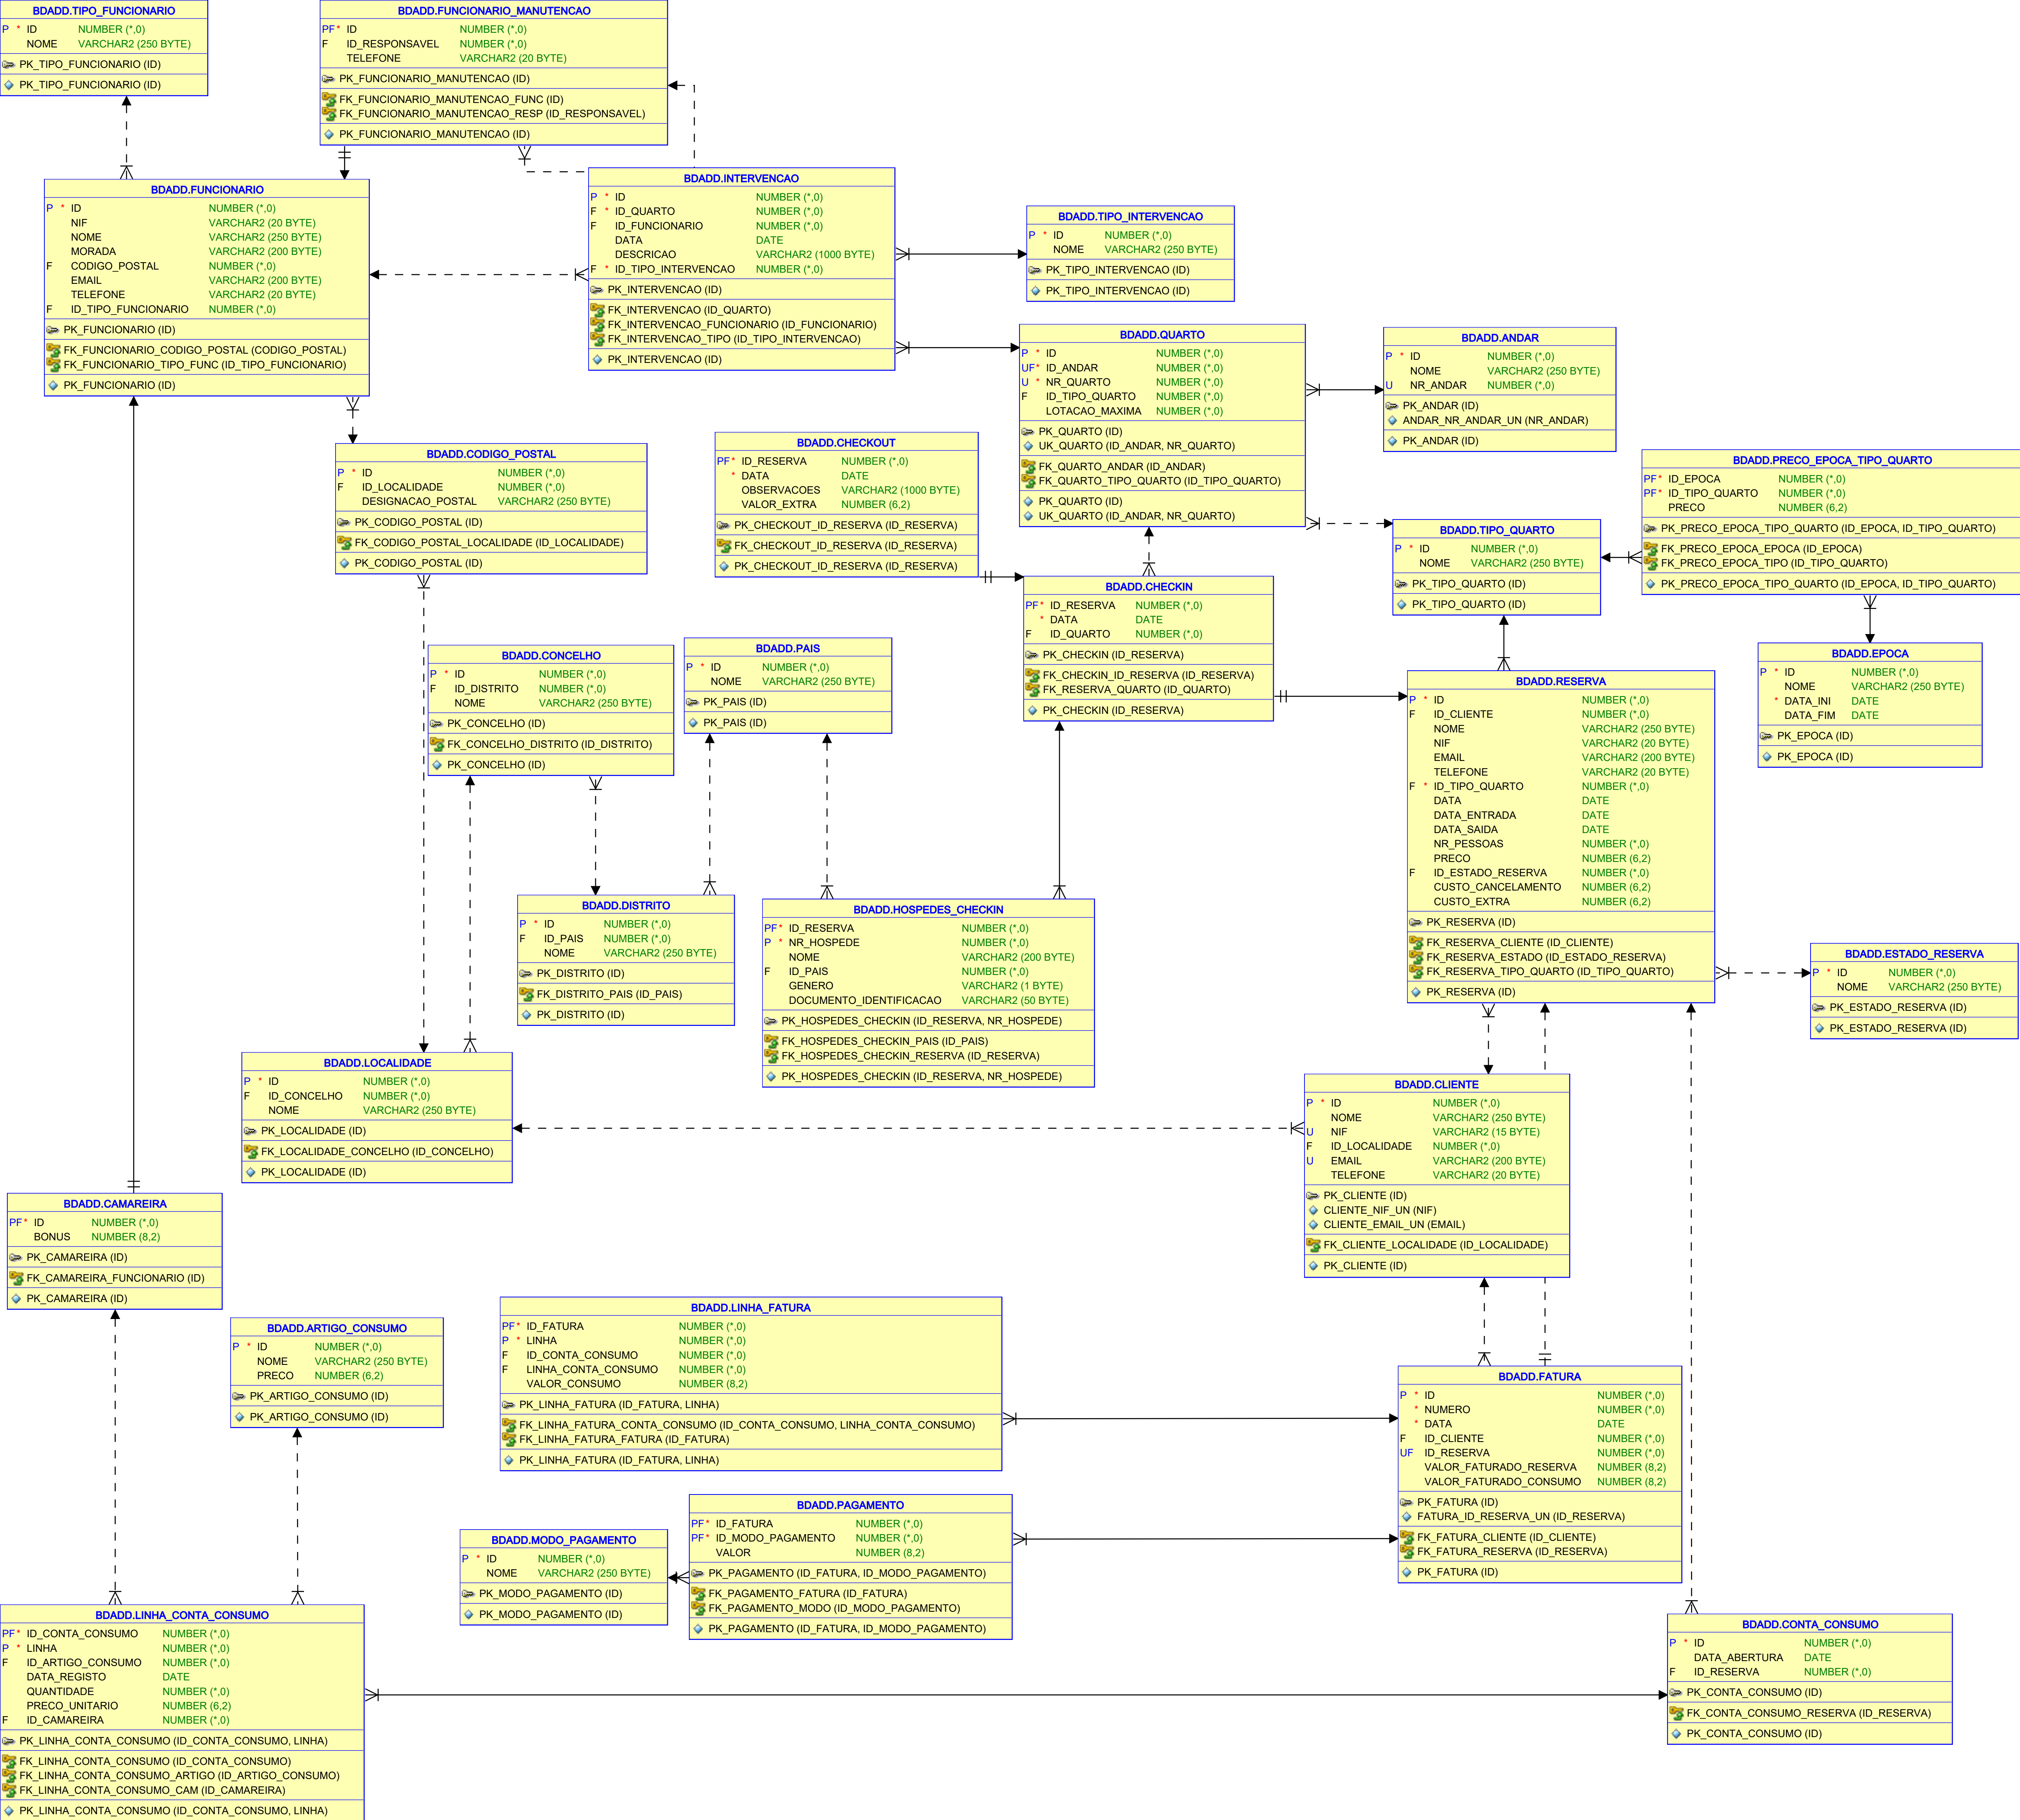 BDADD.TIPO_FUNCIONARIO
P * ID NUMBER (*,0)
NOME VARCHAR2 (250 BYTE)
PK_TIPO_FUNCIONARIO (ID)
PK_TIPO_FUNCIONARIO (ID)
BDADD.FUNCIONARIO_MANUTENCAO
PF* ID NUMBER (*,0)
F ID_RESPONSAVEL NUMBER (*,0)
TELEFONE VARCHAR2 (20 BYTE)
PK_FUNCIONARIO_MANUTENCAO (ID)
FK_FUNCIONARIO_MANUTENCAO_FUNC (ID)
FK_FUNCIONARIO_MANUTENCAO_RESP (ID_RESPONSAVEL)
PK_FUNCIONARIO_MANUTENCAO (ID)
BDADD.FUNCIONARIO
P * ID NUMBER (*,0)
NIF VARCHAR2 (20 BYTE)
NOME VARCHAR2 (250 BYTE)
MORADA VARCHAR2 (200 BYTE)
F CODIGO_POSTAL NUMBER (*,0)
EMAIL VARCHAR2 (200 BYTE)
TELEFONE VARCHAR2 (20 BYTE)
F ID_TIPO_FUNCIONARIO NUMBER (*,0)
PK_FUNCIONARIO (ID)
FK_FUNCIONARIO_CODIGO_POSTAL (CODIGO_POSTAL)
FK_FUNCIONARIO_TIPO_FUNC (ID_TIPO_FUNCIONARIO)
PK_FUNCIONARIO (ID)
BDADD.INTERVENCAO
P * ID NUMBER (*,0)
F * ID_QUARTO NUMBER (*,0)
F ID_FUNCIONARIO NUMBER (*,0)
DATA DATE
DESCRICAO VARCHAR2 (1000 BYTE)
F * ID_TIPO_INTERVENCAO NUMBER (*,0)
PK_INTERVENCAO (ID)
FK_INTERVENCAO (ID_QUARTO)
FK_INTERVENCAO_FUNCIONARIO (ID_FUNCIONARIO)
FK_INTERVENCAO_TIPO (ID_TIPO_INTERVENCAO)
PK_INTERVENCAO (ID)
BDADD.TIPO_INTERVENCAO
P * ID NUMBER (*,0)
NOME VARCHAR2 (250 BYTE)
PK_TIPO_INTERVENCAO (ID)
PK_TIPO_INTERVENCAO (ID)
BDADD.QUARTO
P * ID NUMBER (*,0)
UF* ID_ANDAR NUMBER (*,0)
U * NR_QUARTO NUMBER (*,0)
F ID_TIPO_QUARTO NUMBER (*,0)
LOTACAO_MAXIMA NUMBER (*,0)
PK_QUARTO (ID)
UK_QUARTO (ID_ANDAR, NR_QUARTO)
FK_QUARTO_ANDAR (ID_ANDAR)
FK_QUARTO_TIPO_QUARTO (ID_TIPO_QUARTO)
PK_QUARTO (ID)
UK_QUARTO (ID_ANDAR, NR_QUARTO)
BDADD.ANDAR
P * ID NUMBER (*,0)
NOME VARCHAR2 (250 BYTE)
U NR_ANDAR NUMBER (*,0)
PK_ANDAR (ID)
ANDAR_NR_ANDAR_UN (NR_ANDAR)
PK_ANDAR (ID)
BDADD.CODIGO_POSTAL
P * ID NUMBER (*,0)
F ID_LOCALIDADE NUMBER (*,0)
DESIGNACAO_POSTAL VARCHAR2 (250 BYTE)
PK_CODIGO_POSTAL (ID)
FK_CODIGO_POSTAL_LOCALIDADE (ID_LOCALIDADE)
PK_CODIGO_POSTAL (ID)
BDADD.CHECKOUT
PF* ID_RESERVA NUMBER (*,0)
* DATA DATE
OBSERVACOES VARCHAR2 (1000 BYTE)
VALOR_EXTRA NUMBER (6,2)
PK_CHECKOUT_ID_RESERVA (ID_RESERVA)
FK_CHECKOUT_ID_RESERVA (ID_RESERVA)
PK_CHECKOUT_ID_RESERVA (ID_RESERVA)
BDADD.PRECO_EPOCA_TIPO_QUARTO
PF* ID_EPOCA NUMBER (*,0)
PF* ID_TIPO_QUARTO NUMBER (*,0)
PRECO NUMBER (6,2)
PK_PRECO_EPOCA_TIPO_QUARTO (ID_EPOCA, ID_TIPO_QUARTO)
FK_PRECO_EPOCA_EPOCA (ID_EPOCA)
FK_PRECO_EPOCA_TIPO (ID_TIPO_QUARTO)
PK_PRECO_EPOCA_TIPO_QUARTO (ID_EPOCA, ID_TIPO_QUARTO)
BDADD.TIPO_QUARTO
P * ID NUMBER (*,0)
NOME VARCHAR2 (250 BYTE)
PK_TIPO_QUARTO (ID)
PK_TIPO_QUARTO (ID)
BDADD.CHECKIN
PF* ID_RESERVA NUMBER (*,0)
* DATA DATE
F ID_QUARTO NUMBER (*,0)
PK_CHECKIN (ID_RESERVA)
FK_CHECKIN_ID_RESERVA (ID_RESERVA)
FK_RESERVA_QUARTO (ID_QUARTO)
PK_CHECKIN (ID_RESERVA)
BDADD.CONCELHO
P * ID NUMBER (*,0)
F ID_DISTRITO NUMBER (*,0)
NOME VARCHAR2 (250 BYTE)
PK_CONCELHO (ID)
FK_CONCELHO_DISTRITO (ID_DISTRITO)
PK_CONCELHO (ID)
BDADD.PAIS
P * ID NUMBER (*,0)
NOME VARCHAR2 (250 BYTE)
PK_PAIS (ID)
PK_PAIS (ID)
BDADD.EPOCA
P * ID NUMBER (*,0)
NOME VARCHAR2 (250 BYTE)
* DATA_INI DATE
DATA_FIM DATE
PK_EPOCA (ID)
PK_EPOCA (ID)
BDADD.RESERVA
P * ID NUMBER (*,0)
F ID_CLIENTE NUMBER (*,0)
NOME VARCHAR2 (250 BYTE)
NIF VARCHAR2 (20 BYTE)
EMAIL VARCHAR2 (200 BYTE)
TELEFONE VARCHAR2 (20 BYTE)
F * ID_TIPO_QUARTO NUMBER (*,0)
DATA DATE
DATA_ENTRADA DATE
DATA_SAIDA DATE
NR_PESSOAS NUMBER (*,0)
PRECO NUMBER (6,2)
F ID_ESTADO_RESERVA NUMBER (*,0)
CUSTO_CANCELAMENTO NUMBER (6,2)
CUSTO_EXTRA NUMBER (6,2)
PK_RESERVA (ID)
FK_RESERVA_CLIENTE (ID_CLIENTE)
FK_RESERVA_ESTADO (ID_ESTADO_RESERVA)
FK_RESERVA_TIPO_QUARTO (ID_TIPO_QUARTO)
PK_RESERVA (ID)
BDADD.DISTRITO
P * ID NUMBER (*,0)
F ID_PAIS NUMBER (*,0)
NOME VARCHAR2 (250 BYTE)
PK_DISTRITO (ID)
FK_DISTRITO_PAIS (ID_PAIS)
PK_DISTRITO (ID)
BDADD.HOSPEDES_CHECKIN
PF* ID_RESERVA NUMBER (*,0)
P * NR_HOSPEDE NUMBER (*,0)
NOME VARCHAR2 (200 BYTE)
F ID_PAIS NUMBER (*,0)
GENERO VARCHAR2 (1 BYTE)
DOCUMENTO_IDENTIFICACAO VARCHAR2 (50 BYTE)
PK_HOSPEDES_CHECKIN (ID_RESERVA, NR_HOSPEDE)
FK_HOSPEDES_CHECKIN_PAIS (ID_PAIS)
FK_HOSPEDES_CHECKIN_RESERVA (ID_RESERVA)
PK_HOSPEDES_CHECKIN (ID_RESERVA, NR_HOSPEDE)
BDADD.ESTADO_RESERVA
P * ID NUMBER (*,0)
NOME VARCHAR2 (250 BYTE)
PK_ESTADO_RESERVA (ID)
PK_ESTADO_RESERVA (ID)
BDADD.LOCALIDADE
P * ID NUMBER (*,0)
F ID_CONCELHO NUMBER (*,0)
NOME VARCHAR2 (250 BYTE)
PK_LOCALIDADE (ID)
FK_LOCALIDADE_CONCELHO (ID_CONCELHO)
PK_LOCALIDADE (ID)
BDADD.CLIENTE
P * ID NUMBER (*,0)
NOME VARCHAR2 (250 BYTE)
U NIF VARCHAR2 (15 BYTE)
F ID_LOCALIDADE NUMBER (*,0)
U EMAIL VARCHAR2 (200 BYTE)
TELEFONE VARCHAR2 (20 BYTE)
PK_CLIENTE (ID)
CLIENTE_NIF_UN (NIF)
CLIENTE_EMAIL_UN (EMAIL)
FK_CLIENTE_LOCALIDADE (ID_LOCALIDADE)
PK_CLIENTE (ID)
BDADD.CAMAREIRA
PF* ID NUMBER (*,0)
BONUS NUMBER (8,2)
PK_CAMAREIRA (ID)
FK_CAMAREIRA_FUNCIONARIO (ID)
PK_CAMAREIRA (ID)
BDADD.ARTIGO_CONSUMO
P * ID NUMBER (*,0)
NOME VARCHAR2 (250 BYTE)
PRECO NUMBER (6,2)
PK_ARTIGO_CONSUMO (ID)
PK_ARTIGO_CONSUMO (ID)
BDADD.LINHA_FATURA
PF* ID_FATURA NUMBER (*,0)
P * LINHA NUMBER (*,0)
F ID_CONTA_CONSUMO NUMBER (*,0)
F LINHA_CONTA_CONSUMO NUMBER (*,0)
VALOR_CONSUMO NUMBER (8,2)
PK_LINHA_FATURA (ID_FATURA, LINHA)
FK_LINHA_FATURA_CONTA_CONSUMO (ID_CONTA_CONSUMO, LINHA_CONTA_CONSUMO)
FK_LINHA_FATURA_FATURA (ID_FATURA)
PK_LINHA_FATURA (ID_FATURA, LINHA)
BDADD.FATURA
P * ID NUMBER (*,0)
* NUMERO NUMBER (*,0)
* DATA DATE
F ID_CLIENTE NUMBER (*,0)
UF ID_RESERVA NUMBER (*,0)
VALOR_FATURADO_RESERVA NUMBER (8,2)
VALOR_FATURADO_CONSUMO NUMBER (8,2)
PK_FATURA (ID)
FATURA_ID_RESERVA_UN (ID_RESERVA)
FK_FATURA_CLIENTE (ID_CLIENTE)
FK_FATURA_RESERVA (ID_RESERVA)
PK_FATURA (ID)
BDADD.MODO_PAGAMENTO
P * ID NUMBER (*,0)
NOME VARCHAR2 (250 BYTE)
PK_MODO_PAGAMENTO (ID)
PK_MODO_PAGAMENTO (ID)
BDADD.PAGAMENTO
PF* ID_FATURA NUMBER (*,0)
PF* ID_MODO_PAGAMENTO NUMBER (*,0)
VALOR NUMBER (8,2)
PK_PAGAMENTO (ID_FATURA, ID_MODO_PAGAMENTO)
FK_PAGAMENTO_FATURA (ID_FATURA)
FK_PAGAMENTO_MODO (ID_MODO_PAGAMENTO)
PK_PAGAMENTO (ID_FATURA, ID_MODO_PAGAMENTO)
BDADD.LINHA_CONTA_CONSUMO
PF* ID_CONTA_CONSUMO NUMBER (*,0)
P * LINHA NUMBER (*,0)
F ID_ARTIGO_CONSUMO NUMBER (*,0)
DATA_REGISTO DATE
QUANTIDADE NUMBER (*,0)
PRECO_UNITARIO NUMBER (6,2)
F ID_CAMAREIRA NUMBER (*,0)
PK_LINHA_CONTA_CONSUMO (ID_CONTA_CONSUMO, LINHA)
FK_LINHA_CONTA_CONSUMO (ID_CONTA_CONSUMO)
FK_LINHA_CONTA_CONSUMO_ARTIGO (ID_ARTIGO_CONSUMO)
FK_LINHA_CONTA_CONSUMO_CAM (ID_CAMAREIRA)
PK_LINHA_CONTA_CONSUMO (ID_CONTA_CONSUMO, LINHA)
BDADD.CONTA_CONSUMO
P * ID NUMBER (*,0)
DATA_ABERTURA DATE
F ID_RESERVA NUMBER (*,0)
PK_CONTA_CONSUMO (ID)
FK_CONTA_CONSUMO_RESERVA (ID_RESERVA)
PK_CONTA_CONSUMO (ID)